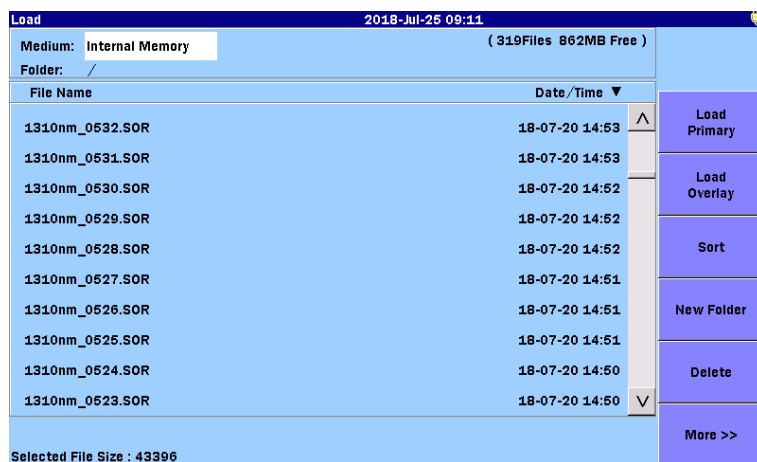 Load 2018-Jul-25 09:11
Medium: Internal Memory (319Files 862MB Free)
Folder: /
File Name Date/Time ▼
1310nm_0532.SOR 18-07-20 14:53
1310nm_0531.SOR 18-07-20 14:53
1310nm_0530.SOR 18-07-20 14:52
1310nm_0529.SOR 18-07-20 14:52
1310nm_0528.SOR 18-07-20 14:52
1310nm_0527.SOR 18-07-20 14:51
1310nm_0526.SOR 18-07-20 14:51
1310nm_0525.SOR 18-07-20 14:51
1310nm_0524.SOR 18-07-20 14:50
1310nm_0523.SOR 18-07-20 14:50
Selected File Size : 43396
Load
Primary
Load
Overlay
Sort
New Folder
Delete
More >>